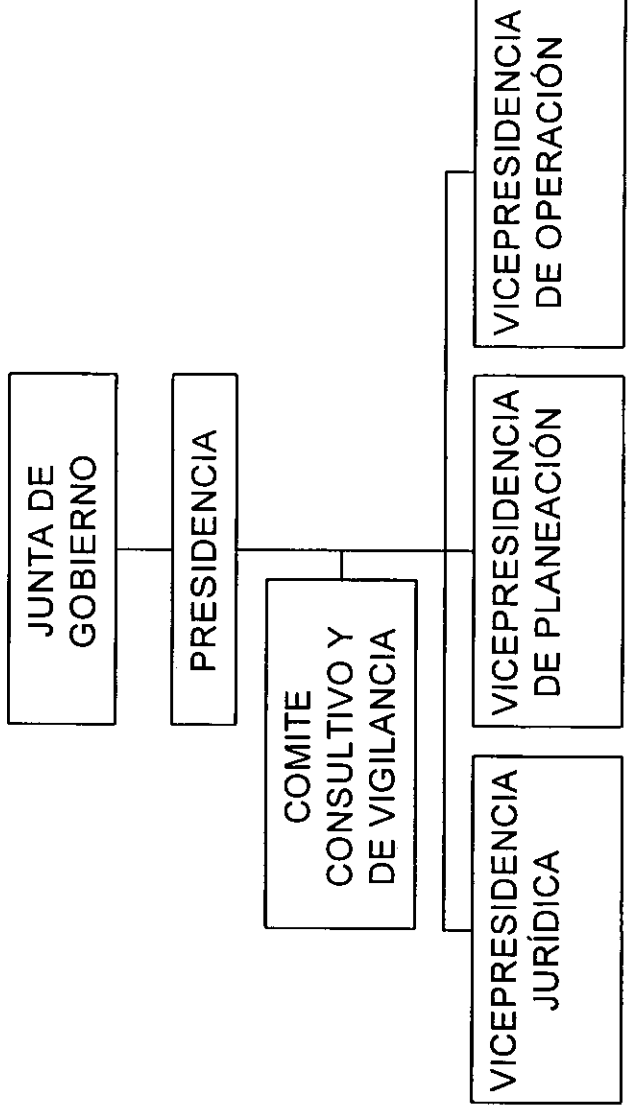 JUNTA DE
GOBIERNO
PRESIDENCIA
COMITE
CONSULTIVO Y
DE VIGILANCIA
VICEPRESIDENCIA
JURÍDICA
VICEPRESIDENCIA
DE PLANEACIÓN
VICEPRESIDENCIA
DE OPERACIÓN